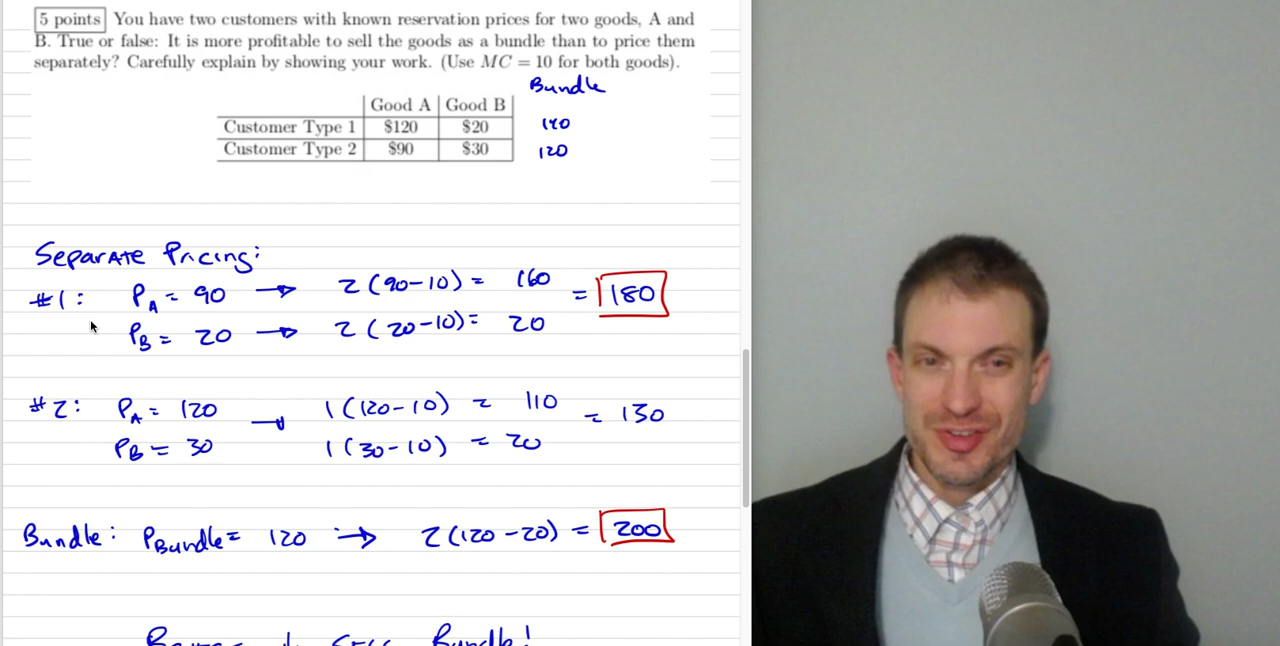 5 points You have two customers with known reservation prices for two goods, A and
B. True or false: It is more profitable to sell the goods as a bundle than to price them
separately? Carefully explain by showing your work. (Use MC = 10 for both goods).
Bundle
Good A Good B
Customer Type 1 $120 $20 140
Customer Type 2 $90 $30 120
Separate Pricing:
#1: PA = 90 → 2(90-10) = 160 = 180
PB = 20 → 2(20-10) = 20
#2: PA = 120 → 1(120-10) = 110 = 130
PB = 30 1(30-10) = 20
Bundle: PBundle = 120 → 2(120-20) = 200
Bundle!